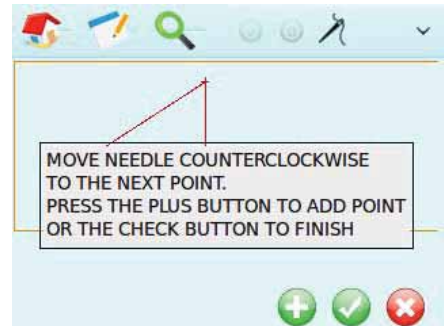 MOVE NEEDLE COUNTERCLOCKWISE
TO THE NEXT POINT.
PRESS THE PLUS BUTTON TO ADD POINT
OR THE CHECK BUTTON TO FINISH